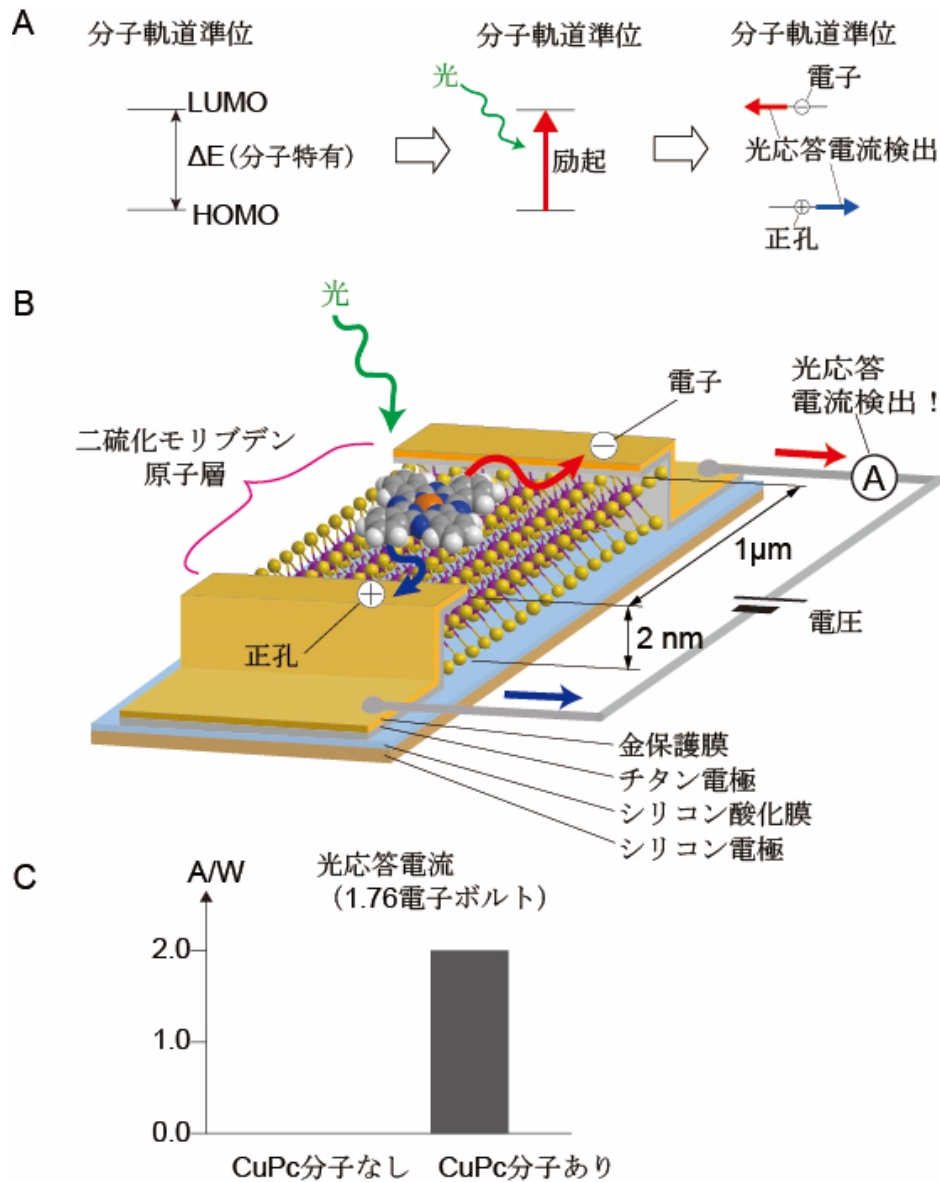 A
分子軌道準位
分子軌道準位
分子軌道準位
LUMO
ΔE(分子特有)
HOMO
光
励起
電子
光応答電流検出
正孔
B
光
電子
光応答
電流検出！
二硫化モリブデン
原子層
A
1μm
2 nm
電圧
正孔
金保護膜
チタン電極
シリコン酸化膜
シリコン電極
C
A/W
光応答電流
（1.76電子ボルト）
2.0
1.0
0.0
CuPc分子なし
CuPc分子あり